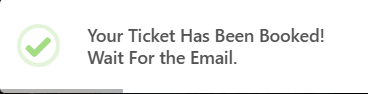 Your Ticket Has Been Booked!
Wait For the Email.